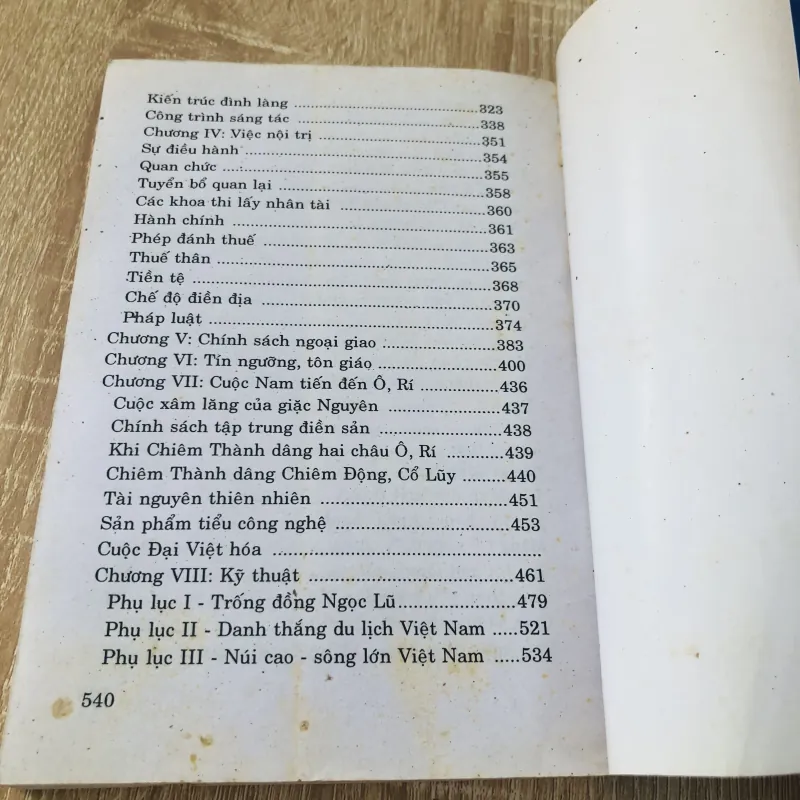 Kiến trúc đình làng ........................................323
Công trình sáng tác ........................................338
Chương IV: Việc nội trị ....................................351
Sự điều hành ...............................................354
Quan chức ..................................................355
Tuyển bổ quan lại ..........................................358
Các khoa thi lấy nhân tài ..................................360
Hành chính .................................................361
Phép đánh thuế .............................................363
Thuế thân ..................................................365
Tiền tệ ....................................................368
Chế độ điền địa ............................................370
Pháp luật ..................................................374
Chương V: Chính sách ngoại giao ............................383
Chương VI: Tín ngưỡng, tôn giáo ............................400
Chương VII: Cuộc Nam tiến đến Ô, Rí ........................436
Cuộc xâm lăng của giặc Nguyên ..............................437
Chính sách tập trung điền sản ..............................438
Khi Chiêm Thành dâng hai châu Ô, Rí ........................439
Chiêm Thành dâng Chiêm Động, Cổ Lũy ........................440
Tài nguyên thiên nhiên .....................................451
Sản phẩm tiểu công nghệ ....................................453
Cuộc Đại Việt hóa ..........................................
Chương VIII: Kỹ thuật ......................................461
Phụ lục I - Trống đồng Ngọc Lũ..................479
Phụ lục II - Danh thắng du lịch Việt Nam .....521
Phụ lục III - Núi cao - sông lớn Việt Nam .....534
540